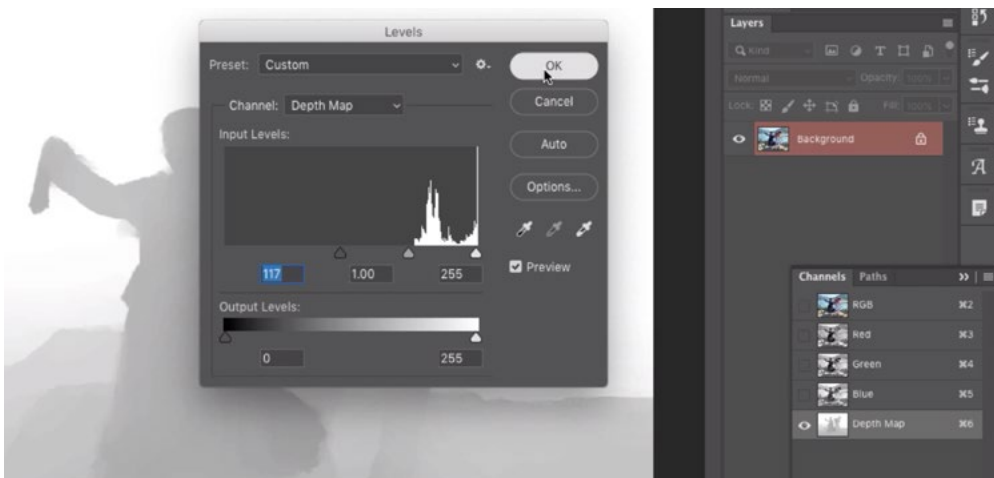 Levels
Preset: Custom
OK
Channel: Depth Map
Cancel
Input Levels:
Auto
Options...
117 1.00 255
Preview
Output Levels:
0 255
Layers
Kind
Normal Opacity: 100%
Lock: Fill: 100%
Background
Channels Paths
RGB ⌘2
Red ⌘3
Green ⌘4
Blue ⌘5
Depth Map ⌘6